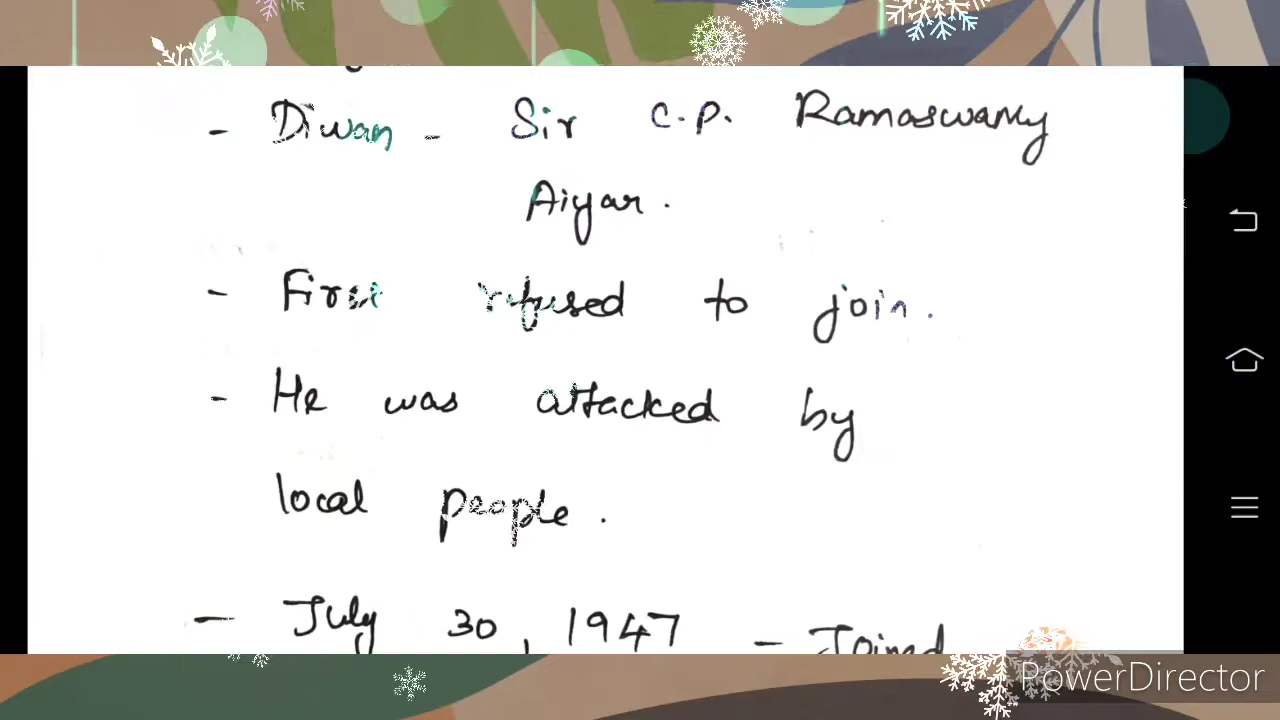 - Diwan - Sir C.P. Ramaswamy
Aiyar.
- First refused to join.
- He was attacked by
local people.
- July 30, 1947 - Joined
PowerDirector